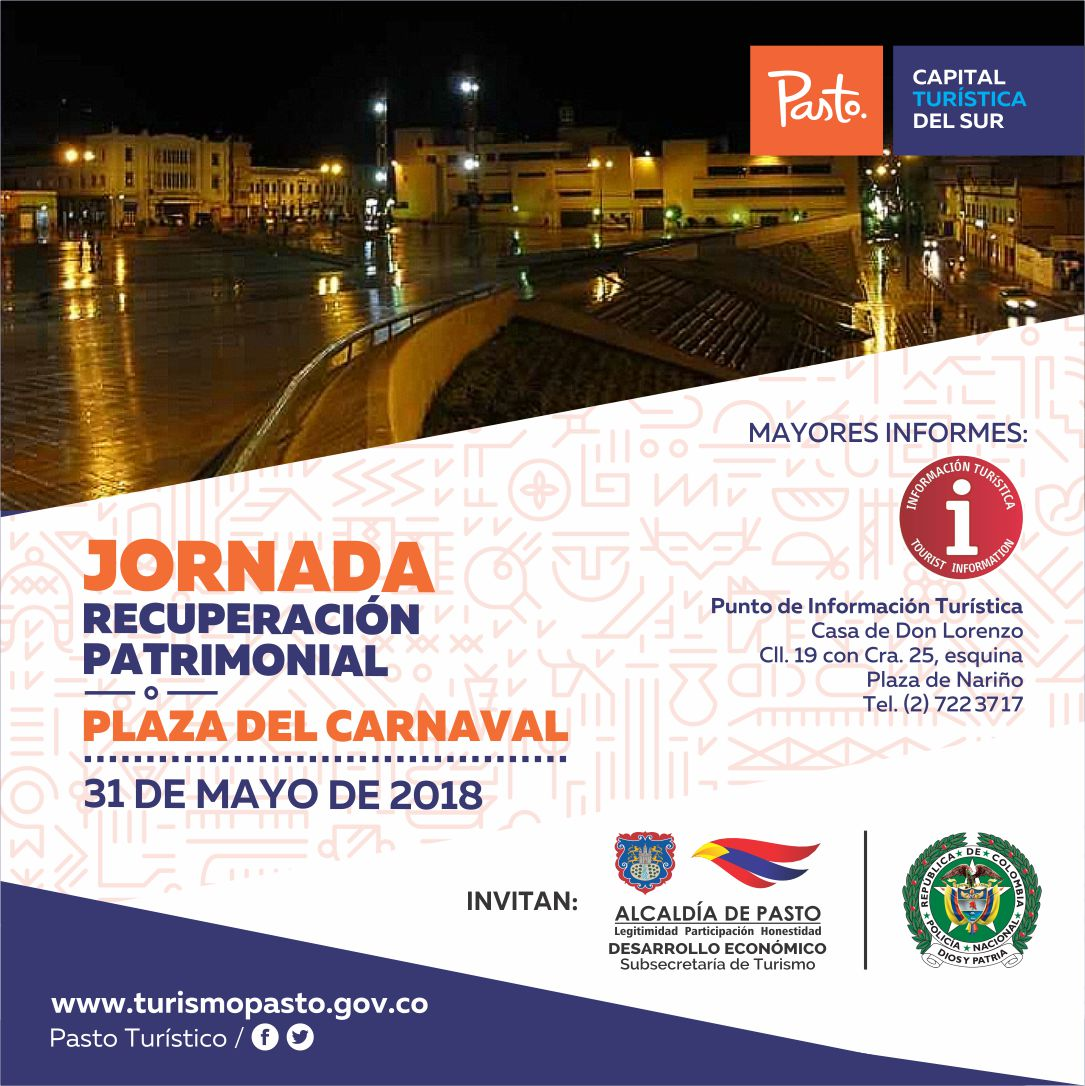 Pasto.
CAPITAL
TURÍSTICA
DEL SUR
MAYORES INFORMES:
INFORMACIÓN TURÍSTICA
i
TOURIST INFORMATION
JORNADA
RECUPERACIÓN
PATRIMONIAL
PLAZA DEL CARNAVAL
31 DE MAYO DE 2018
Punto de Información Turística
Casa de Don Lorenzo
Cll. 19 con Cra. 25, esquina
Plaza de Nariño
Tel. (2) 722 3717
INVITAN:
ALCALDÍA DE PASTO
Legitimidad Participación Honestidad
DESARROLLO ECONÓMICO
Subsecretaría de Turismo
REPUBLICA DE COLOMBIA
POLICÍA NACIONAL
DIOS Y PATRIA
www.turismopasto.gov.co
Pasto Turístico /